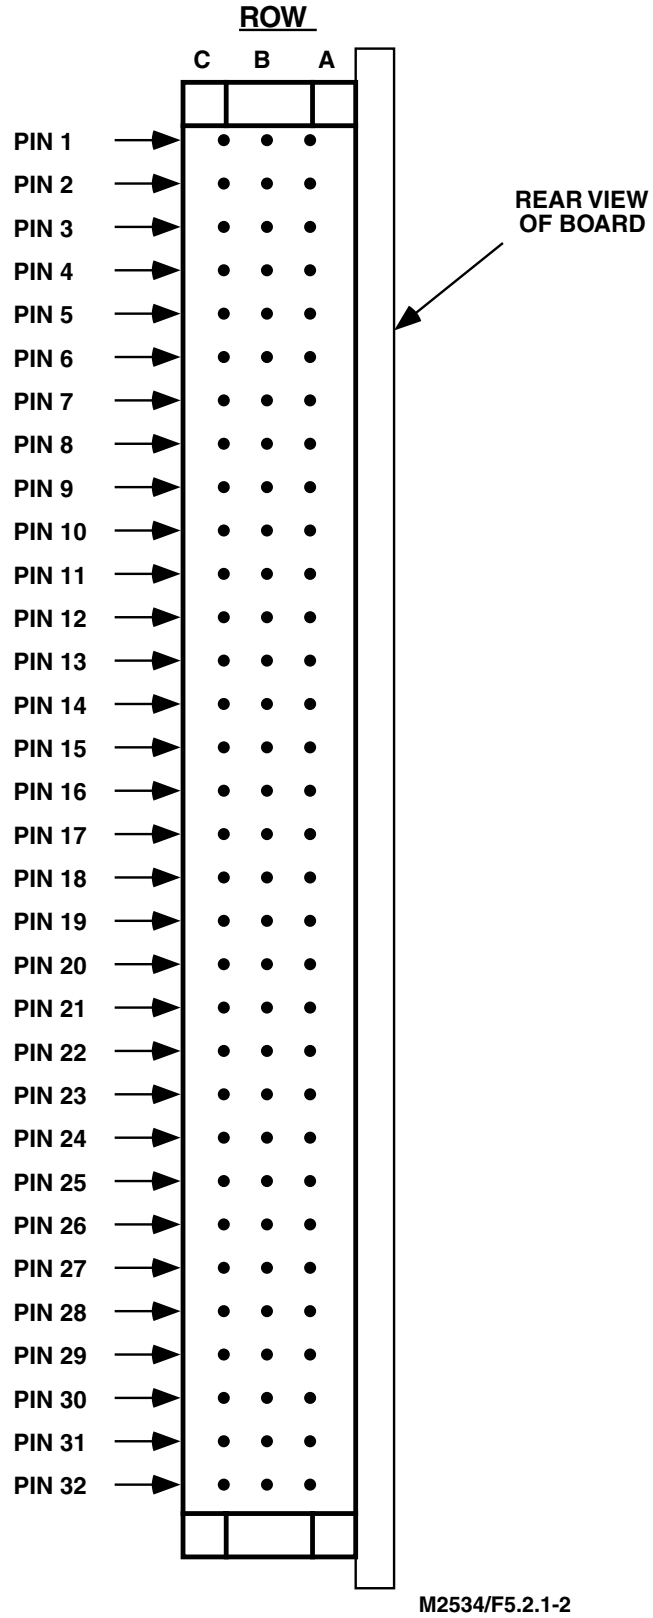 ROW
C B A
PIN 1
PIN 2
REAR VIEW
OF BOARD
PIN 3
PIN 4
PIN 5
PIN 6
PIN 7
PIN 8
PIN 9
PIN 10
PIN 11
PIN 12
PIN 13
PIN 14
PIN 15
PIN 16
PIN 17
PIN 18
PIN 19
PIN 20
PIN 21
PIN 22
PIN 23
PIN 24
PIN 25
PIN 26
PIN 27
PIN 28
PIN 29
PIN 30
PIN 31
PIN 32
M2534/F5.2.1-2